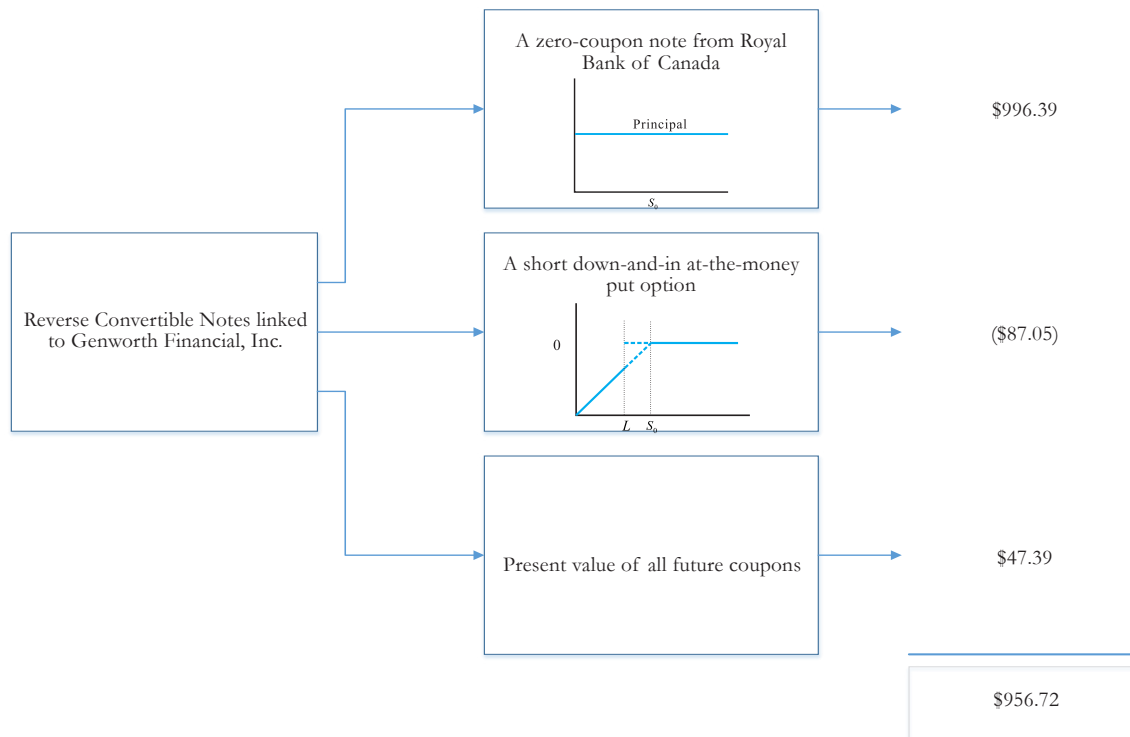 Reverse Convertible Notes linked
to Genworth Financial, Inc.
A zero-coupon note from Royal
Bank of Canada
Principal
S₀
$996.39
A short down-and-in at-the-money
put option
0
L S₀
($87.05)
Present value of all future coupons
$47.39
$956.72